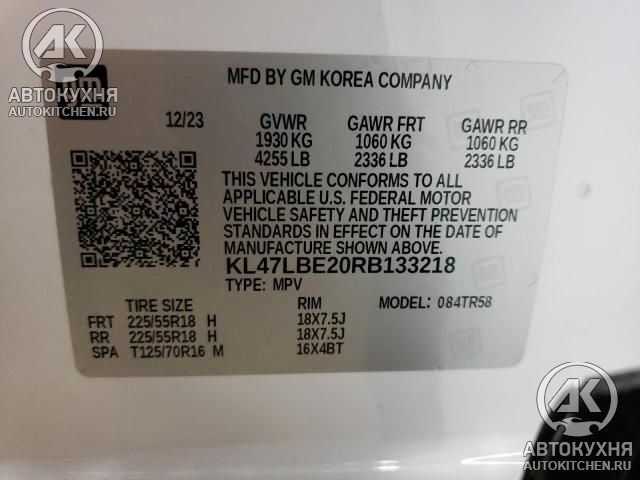 gm
АВТОКУХНЯ
AUTOKITCHEN.RU
MFD BY GM KOREA COMPANY
12/23 GVWR GAWR FRT GAWR RR
1930 KG 1060 KG 1060 KG
4255 LB 2336 LB 2336 LB
THIS VEHICLE CONFORMS TO ALL
APPLICABLE U.S. FEDERAL MOTOR
VEHICLE SAFETY AND THEFT PREVENTION
STANDARDS IN EFFECT ON THE DATE OF
MANUFACTURE SHOWN ABOVE.
KL47LBE20RB133218
TYPE: MPV MODEL: 084TR58
TIRE SIZE RIM
FRT 225/55R18 H 18X7.5J
RR 225/55R18 H 18X7.5J
SPA T125/70R16 M 16X4BT
АК
АВТОКУХНЯ
AUTOKITCHEN.RU